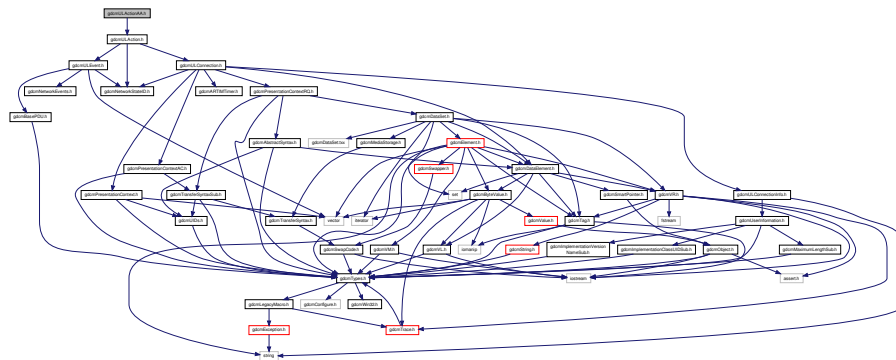 gdcmULActionAA.h
gdcmULAction.h
gdcmULEvent.h
gdcmULConnection.h
gdcmNetworkEvents.h
gdcmNetworkStateID.h
gdcmARTIMTimer.h
gdcmPresentationContextRQ.h
gdcmBasePDU.h
gdcmDataSet.h
gdcmAbstractSyntax.h
gdcmDataSet.txx
gdcmMediaStorage.h
gdcmElement.h
gdcmPresentationContextAC.h
gdcmSwapper.h
gdcmDataElement.h
gdcmPresentationContext.h
gdcmTransferSyntaxSub.h
set
gdcmByteValue.h
gdcmSmartPointer.h
gdcmVR.h
gdcmULConnectionInfo.h
gdcmUIDs.h
gdcmTransferSyntax.h
vector
iterator
gdcmValue.h
gdcmTag.h
fstream
gdcmUserInformation.h
gdcmSwapCode.h
gdcmVM.h
gdcmVL.h
iomanip
gdcmString.h
gdcmImplementationVersion
NameSub.h
gdcmImplementationClassUIDSub.h
gdcmObject.h
gdcmMaximumLengthSub.h
gdcmTypes.h
iostream
assert.h
gdcmLegacyMacro.h
gdcmConfigure.h
gdcmWin32.h
gdcmException.h
gdcmTrace.h
string